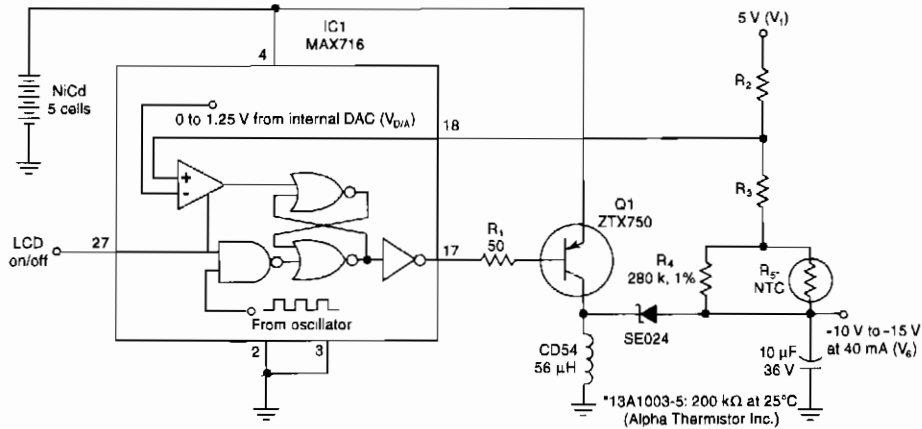 IC1
MAX716
4
5 V (V₁)
R₂
NiCd
5 cells
0 to 1.25 V from internal DAC (V_D/A)
18
+
-
R₃
Q1
ZTX750
LCD
on/off
27
17
R₁
50
R₄
280 k, 1%
R₅*
NTC
From oscillator
SE024
-10 V to -15 V
at 40 mA (V₆)
2
3
CD54
56 µH
10 µF
36 V
*13A1003-5: 200 kΩ at 25°C
(Alpha Thermistor Inc.)